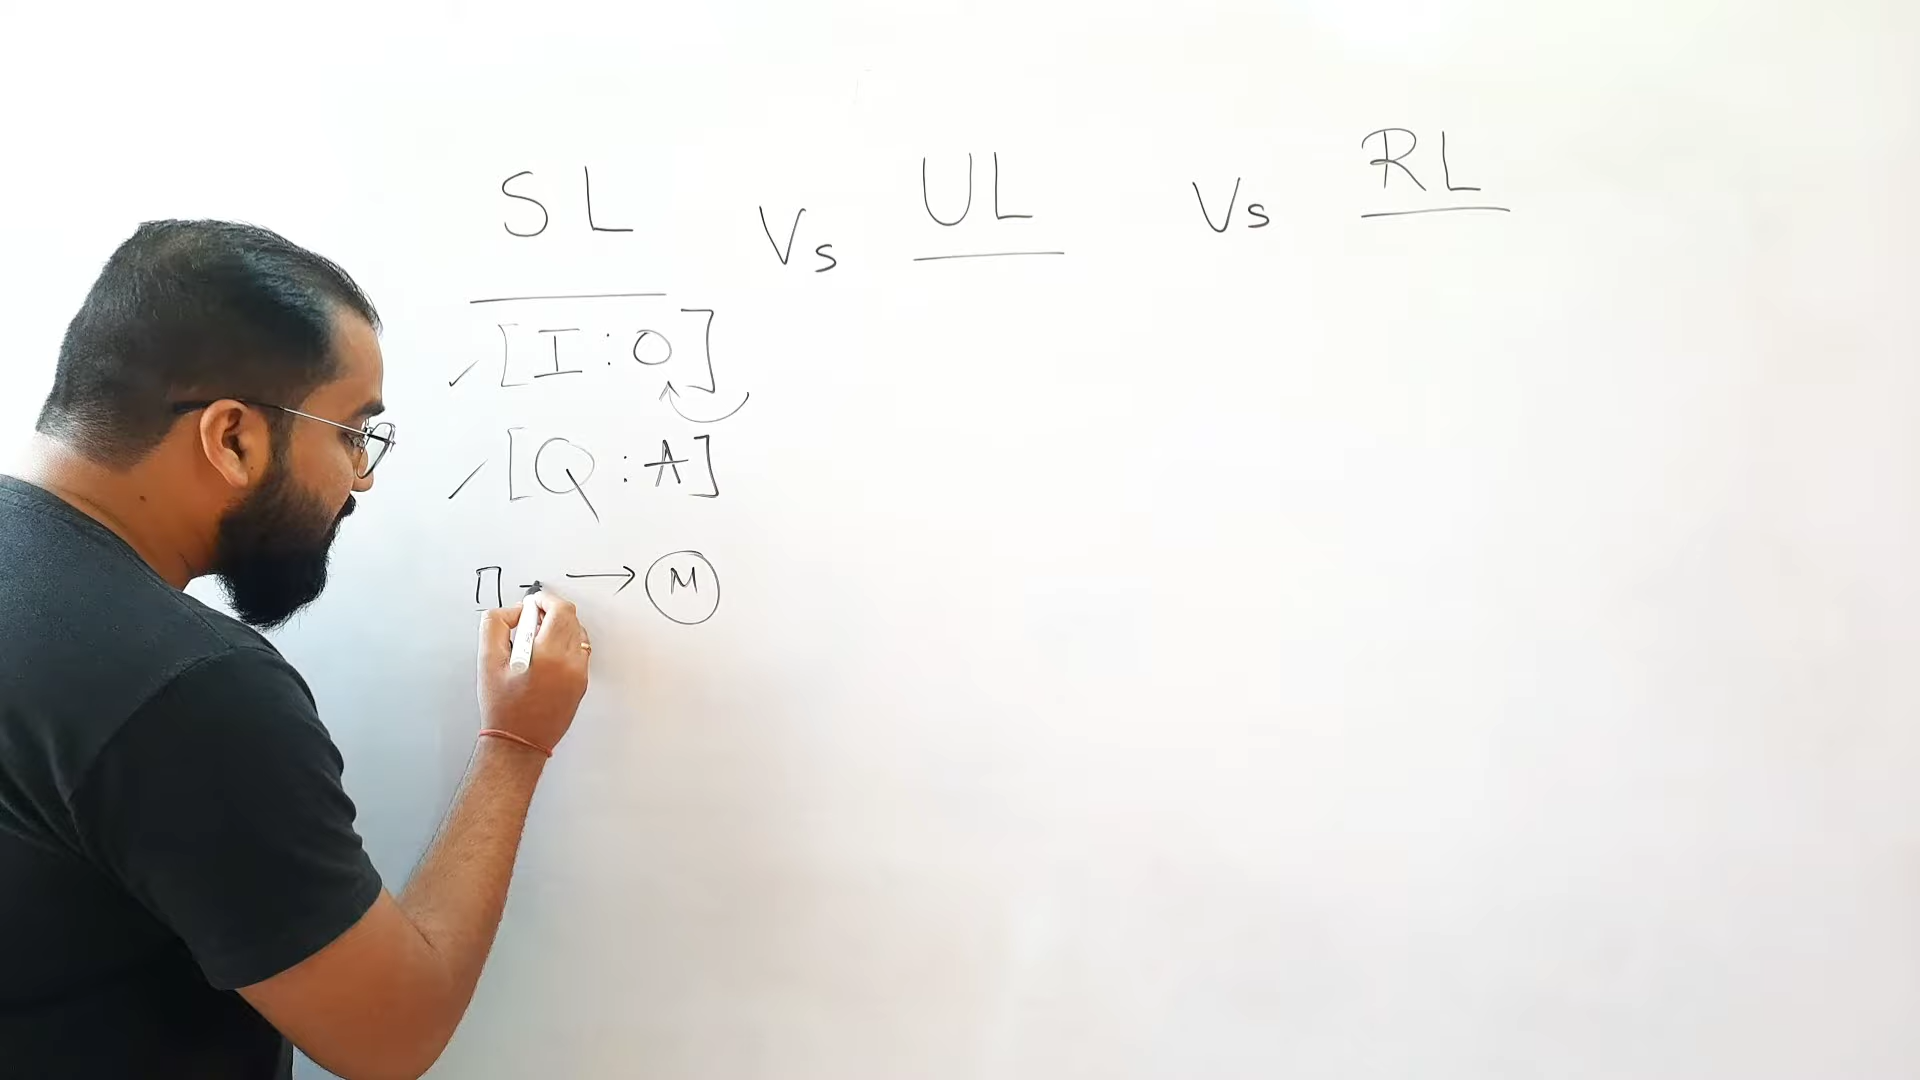 SL Vs UL Vs RL
[I : O]
[Q : A]
M